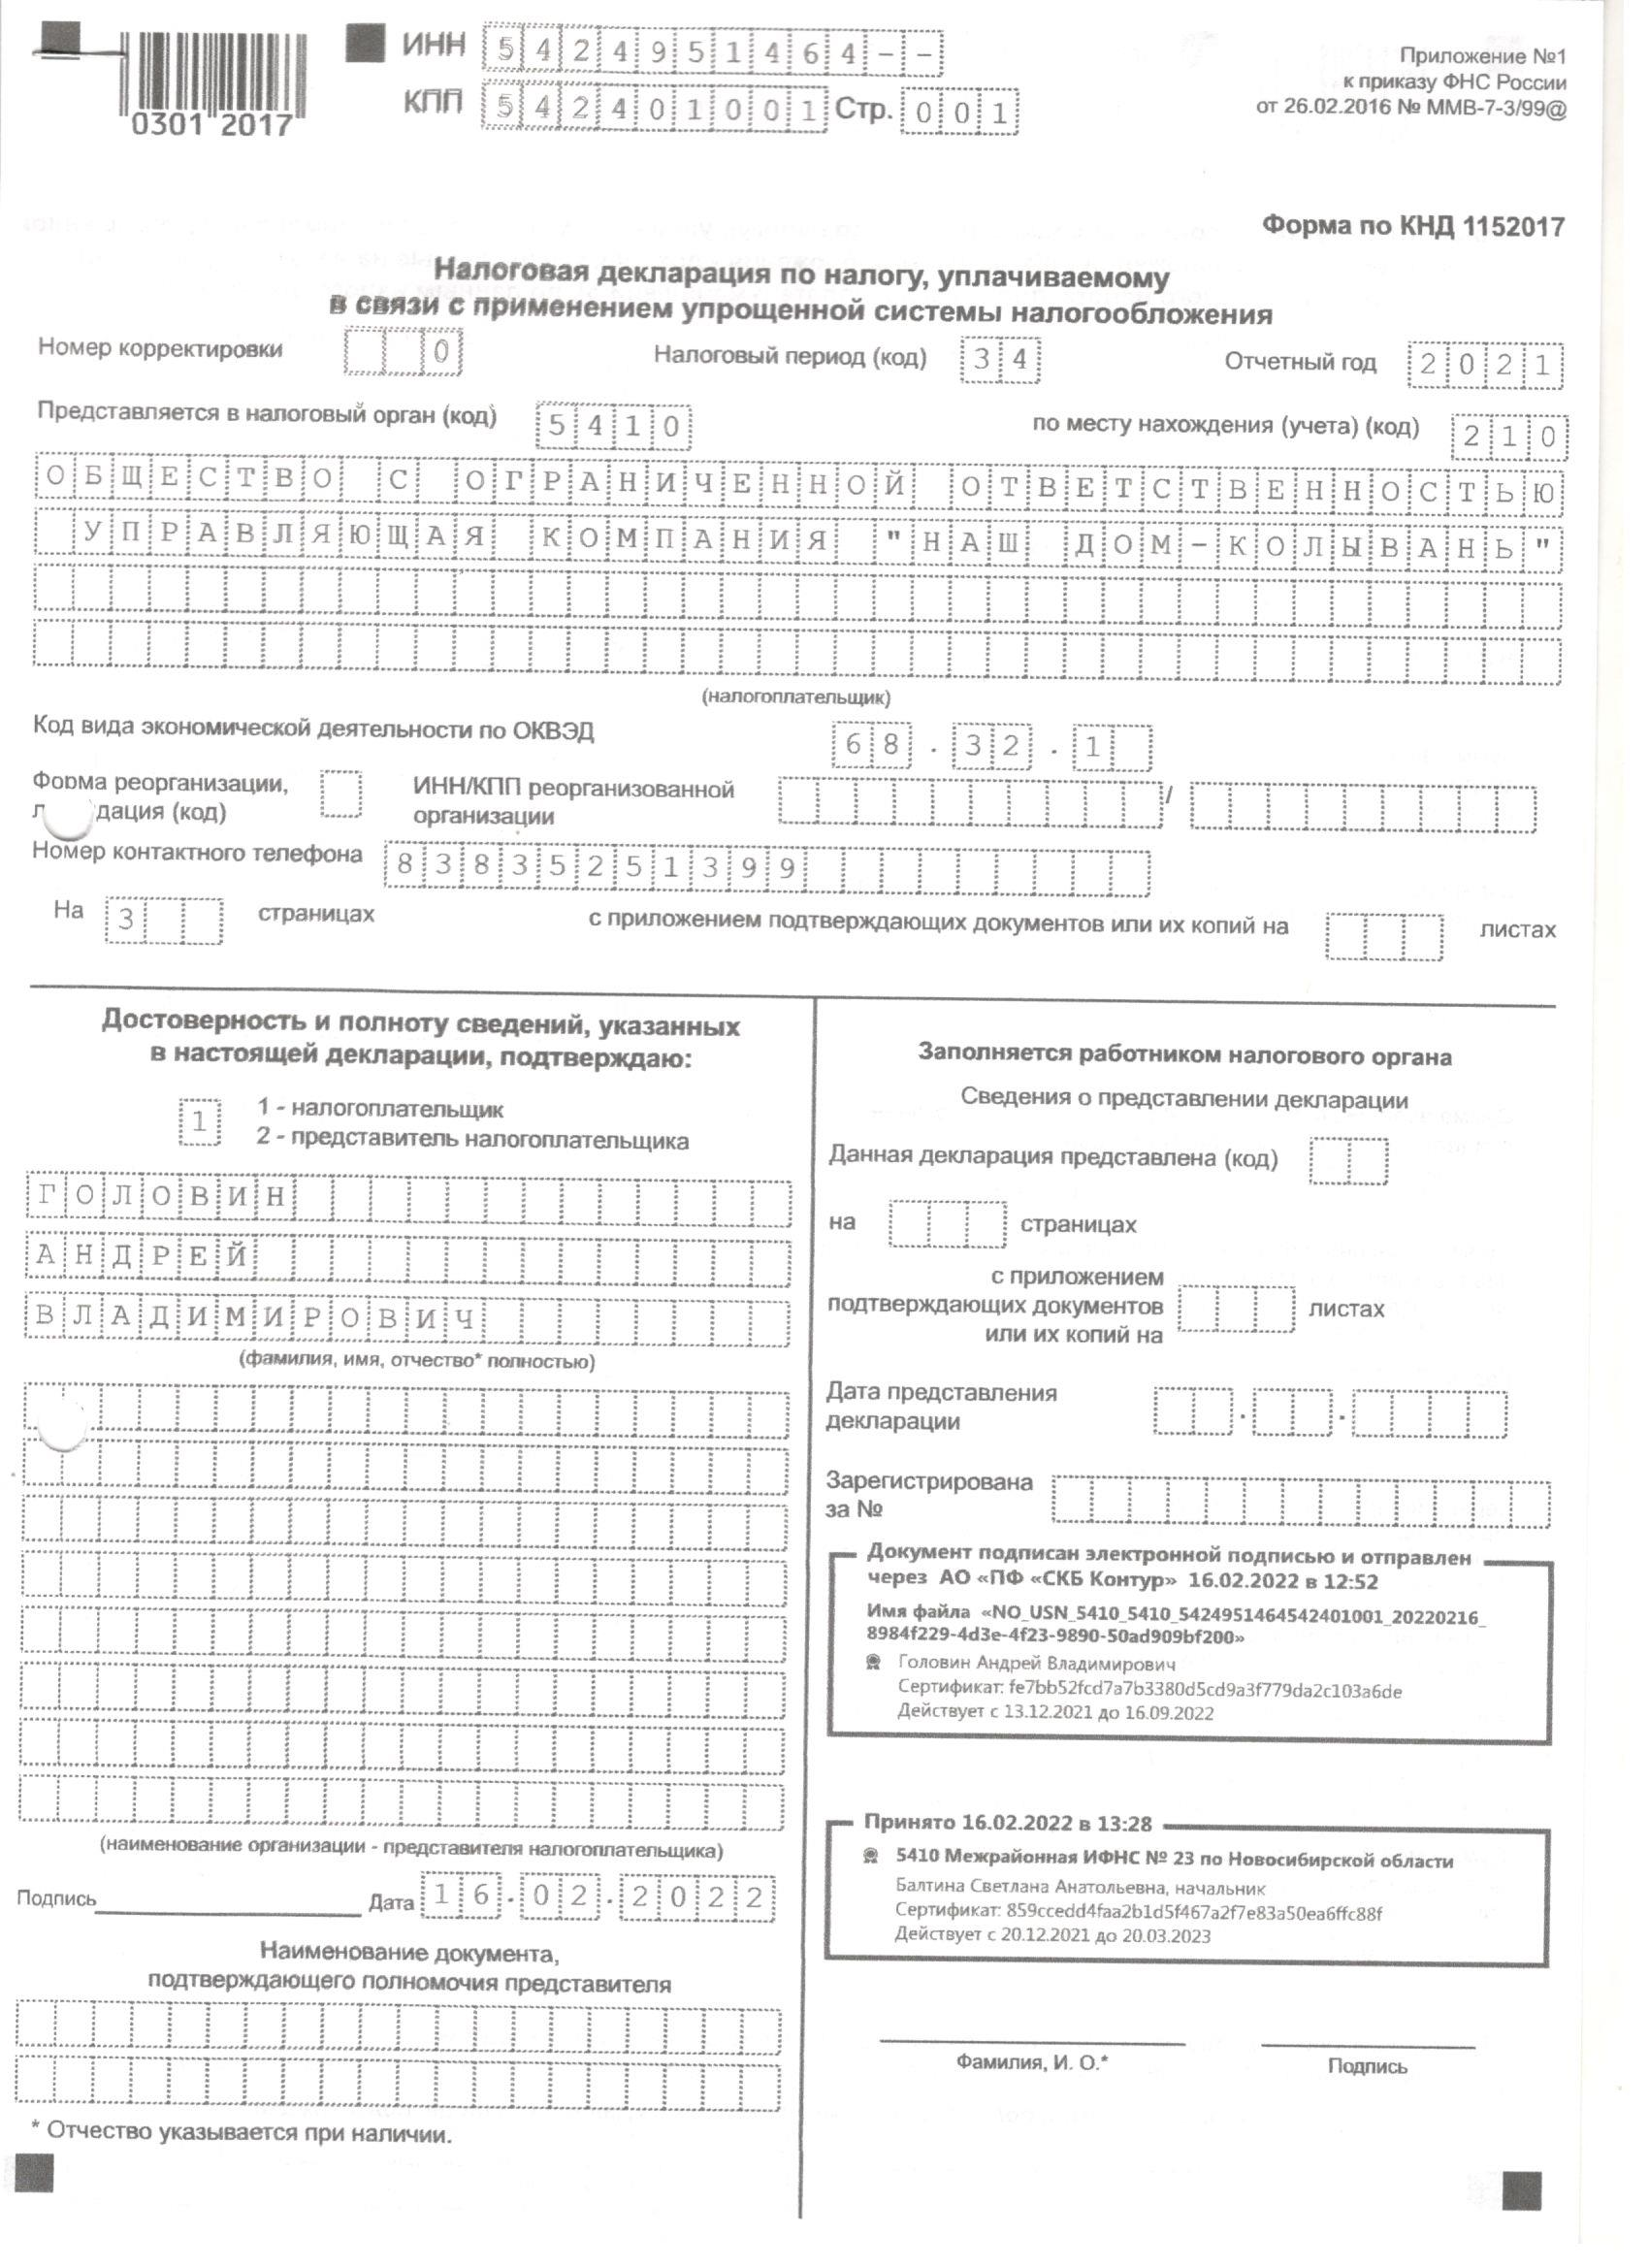 ИНН 5424951464--
КПП 542401001 Стр. 001
0301 2017
Приложение №1
к приказу ФНС России
от 26.02.2016 № ММВ-7-3/99@
Форма по КНД 1152017
Налоговая декларация по налогу, уплачиваемому
в связи с применением упрощенной системы налогообложения
Номер корректировки 0 Налоговый период (код) 34 Отчетный год 2021
Представляется в налоговый орган (код) 5410 по месту нахождения (учета) (код) 210
ОБЩЕСТВО С ОГРАНИЧЕННОЙ ОТВЕТСТВЕННОСТЬЮ
УПРАВЛЯЮЩАЯ КОМПАНИЯ "НАШ ДОМ-КОЛЫВАНЬ"
(налогоплательщик)
Код вида экономической деятельности по ОКВЭД 68.32.1
Форма реорганизации, ИНН/КПП реорганизованной /
дация (код) организации
Номер контактного телефона 83835251399
На 3 страницах с приложением подтверждающих документов или их копий на листах
Достоверность и полноту сведений, указанных
в настоящей декларации, подтверждаю:
1 1 - налогоплательщик
2 - представитель налогоплательщика
ГОЛОВИН
АНДРЕЙ
ВЛАДИМИРОВИЧ
(фамилия, имя, отчество* полностью)
(наименование организации - представителя налогоплательщика)
Подпись Дата 16.02.2022
Наименование документа,
подтверждающего полномочия представителя
* Отчество указывается при наличии.
Заполняется работником налогового органа
Сведения о представлении декларации
Данная декларация представлена (код)
на страницах
с приложением
подтверждающих документов листах
или их копий на
Дата представления
декларации . .
Зарегистрирована
за №
Документ подписан электронной подписью и отправлен
через АО «ПФ «СКБ Контур» 16.02.2022 в 12:52
Имя файла «NO_USN_5410_5410_5424951464542401001_20220216_
8984f229-4d3e-4f23-9890-50ad909bf200»
Головин Андрей Владимирович
Сертификат: fe7bb52fcd7a7b3380d5cd9a3f779da2c103a6de
Действует с 13.12.2021 до 16.09.2022
Принято 16.02.2022 в 13:28
5410 Межрайонная ИФНС № 23 по Новосибирской области
Балтина Светлана Анатольевна, начальник
Сертификат: 859ccedd4faa2b1d5f467a2f7e83a50ea6ffc88f
Действует с 20.12.2021 до 20.03.2023
Фамилия, И. О.* Подпись